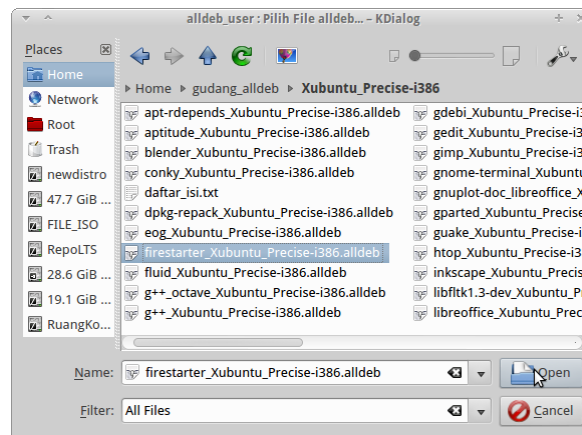 alldeb_user : Pilih File alldeb... – KDialog
Places
Home
Network
Root
Trash
newdistro
47.7 GiB ...
FILE_ISO
RepoLTS
28.6 GiB ...
19.1 GiB ...
RuangKo...
Home gudang_alldeb Xubuntu_Precise-i386
apt-rdepends_Xubuntu_Precise-i386.alldeb
aptitude_Xubuntu_Precise-i386.alldeb
blender_Xubuntu_Precise-i386.alldeb
conky_Xubuntu_Precise-i386.alldeb
daftar_isi.txt
dpkg-repack_Xubuntu_Precise-i386.alldeb
eog_Xubuntu_Precise-i386.alldeb
firestarter_Xubuntu_Precise-i386.alldeb
fluid_Xubuntu_Precise-i386.alldeb
g++_octave_Xubuntu_Precise-i386.alldeb
g++_Xubuntu_Precise-i386.alldeb
gdebi_Xubuntu_Precise-i3
gedit_Xubuntu_Precise-i3
gimp_Xubuntu_Precise-i3
gnome-terminal_Xubuntu
gnuplot-doc_libreoffice_X
gparted_Xubuntu_Precise
guake_Xubuntu_Precise-i
htop_Xubuntu_Precise-i3
inkscape_Xubuntu_Precise
libfltk1.3-dev_Xubuntu_P
libreoffice_Xubuntu_Prec
Name: firestarter_Xubuntu_Precise-i386.alldeb Open
Filter: All Files Cancel